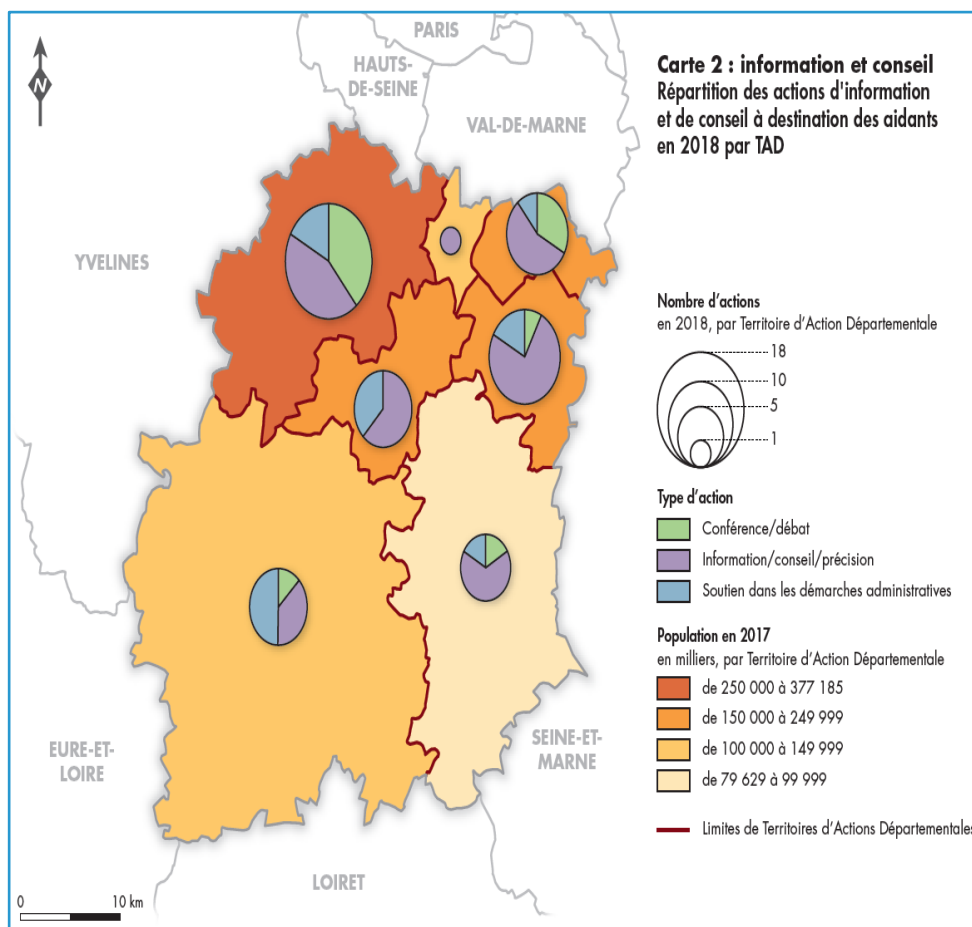 PARIS
HAUTS-
DE-SEINE
VAL-DE-MARNE
YVELINES
EURE-ET-
LOIRE
SEINE-ET-
MARNE
LOIRET
N
0 10 km
Carte 2 : information et conseil
Répartition des actions d'information
et de conseil à destination des aidants
en 2018 par TAD
Nombre d'actions
en 2018, par Territoire d'Action Départementale
18
10
5
1
Type d'action
Conférence/débat
Information/conseil/précision
Soutien dans les démarches administratives
Population en 2017
en milliers, par Territoire d'Action Départementale
de 250 000 à 377 185
de 150 000 à 249 999
de 100 000 à 149 999
de 79 629 à 99 999
Limites de Territoires d'Actions Départementales